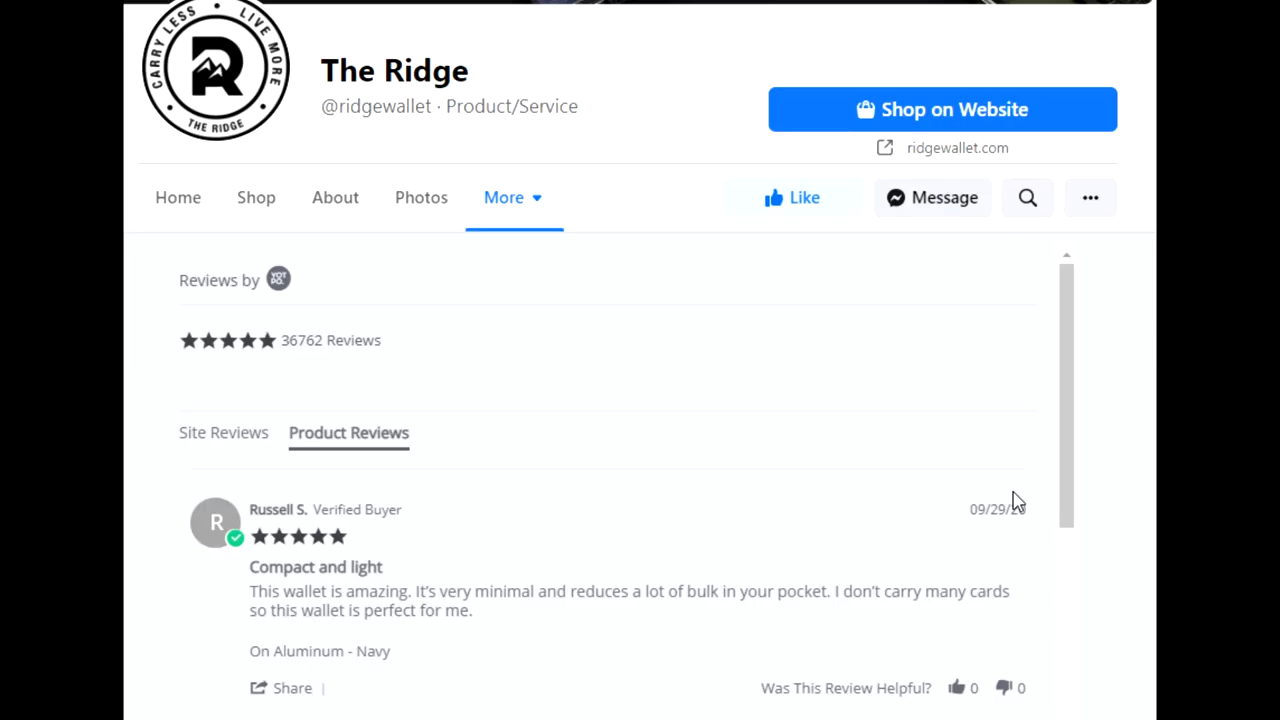 CARRY LESS • LIVE MORE
R
• THE RIDGE •
The Ridge
@ridgewallet · Product/Service
Shop on Website
ridgewallet.com
Home Shop About Photos More Like Message
Reviews by YOTPO.
36762 Reviews
Site Reviews Product Reviews
R
Russell S. Verified Buyer 09/29/
Compact and light
This wallet is amazing. It’s very minimal and reduces a lot of bulk in your pocket. I don’t carry many cards
so this wallet is perfect for me.
On Aluminum - Navy
Share | Was This Review Helpful? 0 0